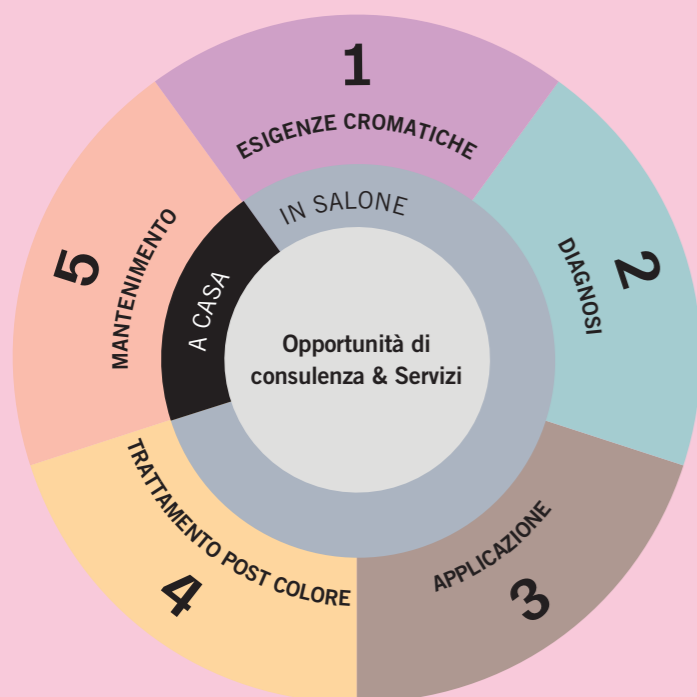 1
ESIGENZE CROMATICHE
2
DIAGNOSI
3
APPLICAZIONE
4
TRATTAMENTO POST COLORE
5
MANTENIMENTO
IN SALONE
A CASA
Opportunità di
consulenza & Servizi